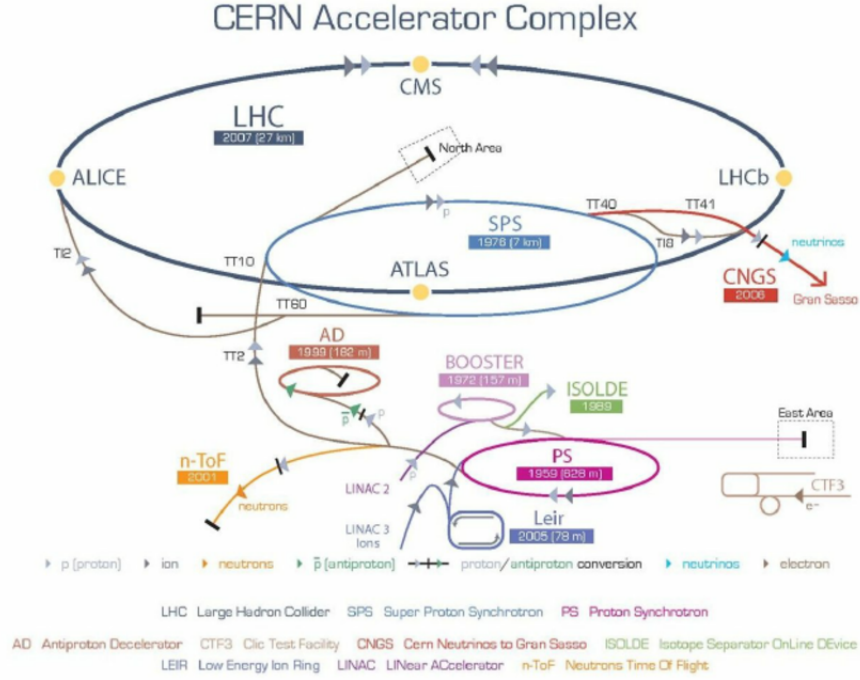 CERN Accelerator Complex
CMS
LHC
2007 (27 km)
North Area
ALICE
LHCb
TT40
TT41
SPS
1976 (7 km)
p
TI2
TI8
neutrinos
TT10
ATLAS
CNGS
2006
Gran Sasso
TT60
AD
1999 (182 m)
TT2
BOOSTER
1972 (157 m)
ISOLDE
1989
p
p̅
East Area
n-ToF
2001
PS
1959 (628 m)
LINAC 2
p
CTF3
e-
neutrons
LINAC 3
Ions
Leir
2005 (78 m)
p (proton)
ion
neutrons
p̅ (antiproton)
proton/antiproton conversion
neutrinos
electron
LHC Large Hadron Collider SPS Super Proton Synchrotron PS Proton Synchrotron
AD Antiproton Decelerator CTF3 Clic Test Facility CNGS Cern Neutrinos to Gran Sasso ISOLDE Isotope Separator OnLine DEvice
LEIR Low Energy Ion Ring LINAC LINear ACcelerator n-ToF Neutrons Time Of Flight